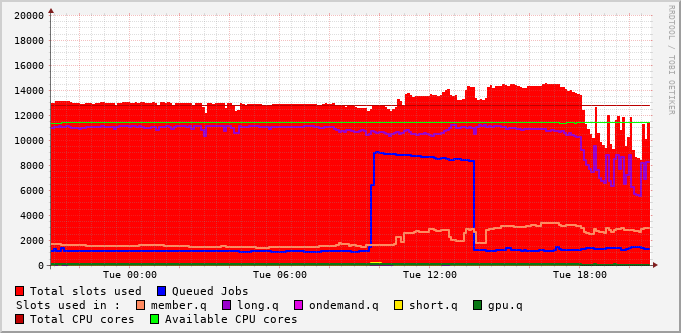 20000
18000
16000
14000
12000
10000
8000
6000
4000
2000
0
Tue 00:00 Tue 06:00 Tue 12:00 Tue 18:00
RRDTOOL / TOBI OETIKER
Total slots used Queued Jobs
Slots used in : member.q long.q ondemand.q short.q gpu.q
Total CPU cores Available CPU cores